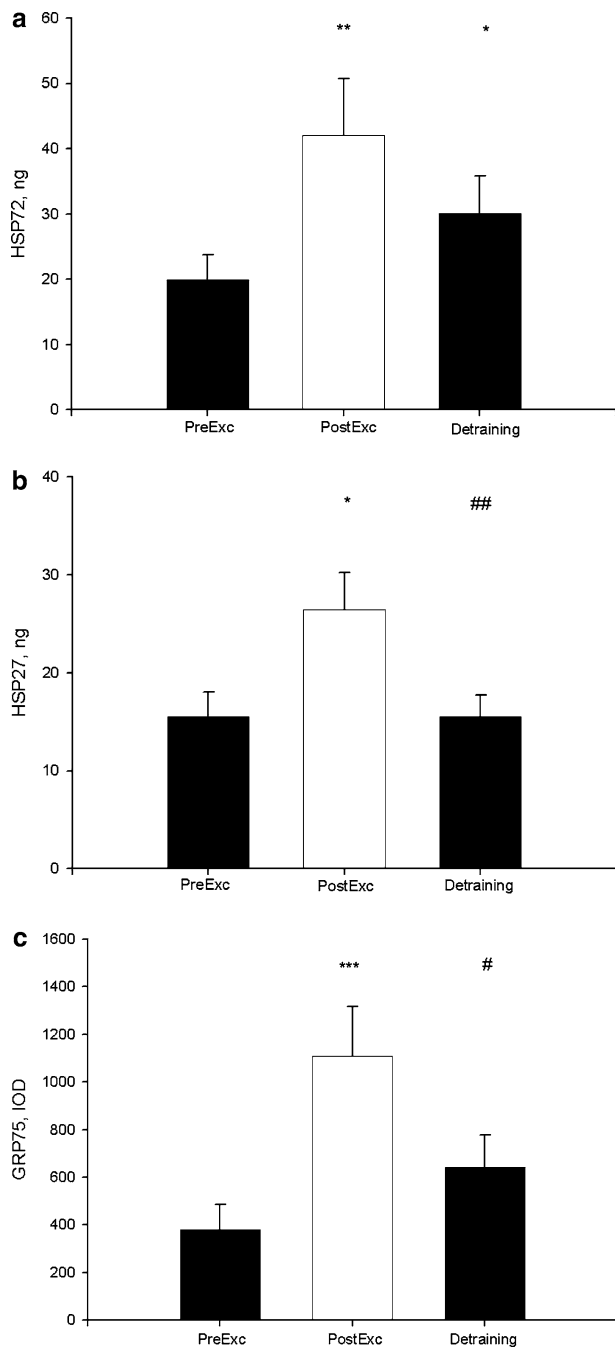 a
60
50
40
30
20
10
0
HSP72, ng
** *
PreExc PostExc Detraining
b
40
30
20
10
0
HSP27, ng
* ##
PreExc PostExc Detraining
c
1600
1400
1200
1000
800
600
400
200
0
GRP75, IOD
*** #
PreExc PostExc Detraining